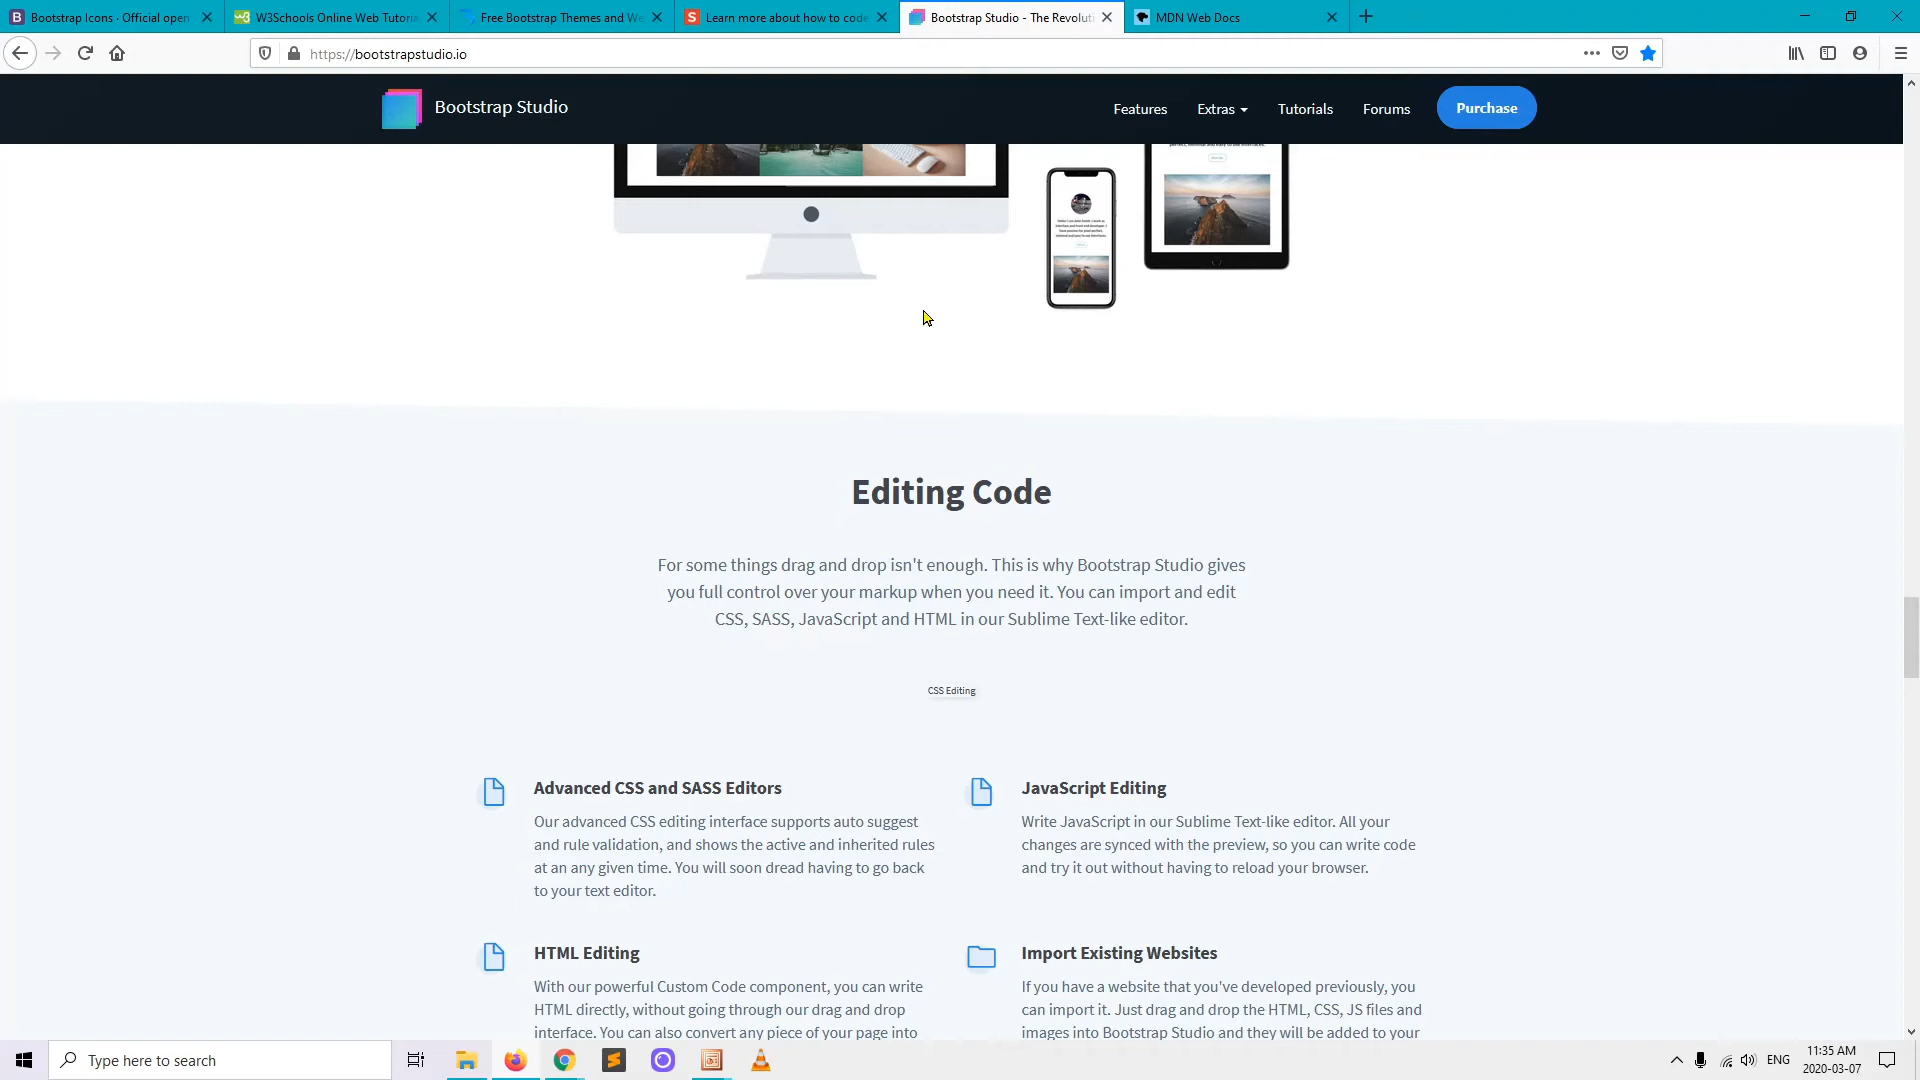 Bootstrap Icons · Official open
W3Schools Online Web Tutoria
Free Bootstrap Themes and We
Learn more about how to code
Bootstrap Studio - The Revoluti
MDN Web Docs
https://bootstrapstudio.io
Bootstrap Studio
Features
Extras
Tutorials
Forums
Purchase
Editing Code
For some things drag and drop isn't enough. This is why Bootstrap Studio gives
you full control over your markup when you need it. You can import and edit
CSS, SASS, JavaScript and HTML in our Sublime Text-like editor.
CSS Editing
Advanced CSS and SASS Editors
Our advanced CSS editing interface supports auto suggest
and rule validation, and shows the active and inherited rules
at an any given time. You will soon dread having to go back
to your text editor.
JavaScript Editing
Write JavaScript in our Sublime Text-like editor. All your
changes are synced with the preview, so you can write code
and try it out without having to reload your browser.
HTML Editing
With our powerful Custom Code component, you can write
HTML directly, without going through our drag and drop
interface. You can also convert any piece of your page into
Import Existing Websites
If you have a website that you've developed previously, you
can import it. Just drag and drop the HTML, CSS, JS files and
images into Bootstrap Studio and they will be added to your
Type here to search
ENG
11:35 AM
2020-03-07